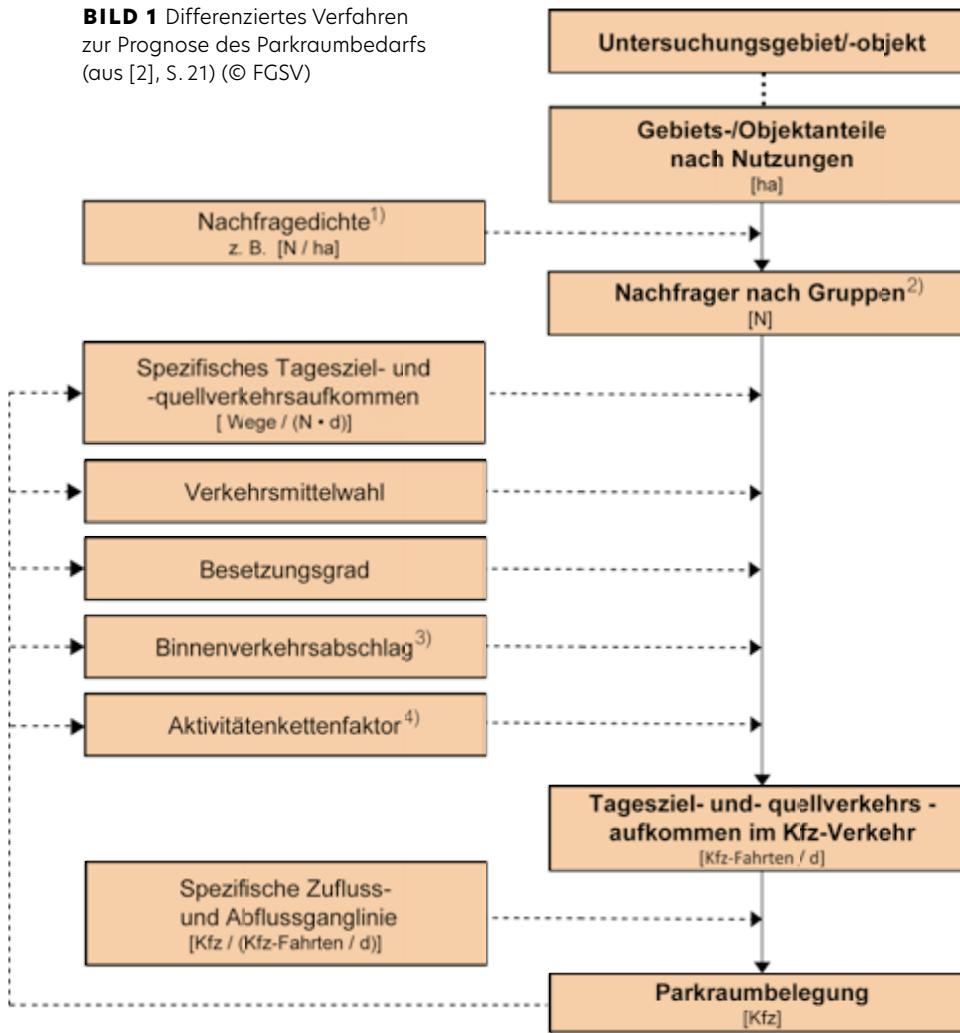 BILD 1 Differenziertes Verfahren
zur Prognose des Parkraumbedarfs
(aus [2], S. 21) (© FGSV)
Untersuchungsgebiet/-objekt
Gebiets-/Objektanteile
nach Nutzungen
[ha]
Nachfragedichte1)
z. B. [N / ha]
Nachfrager nach Gruppen2)
[N]
Spezifisches Tagesziel- und
-quellverkehrsaufkommen
[ Wege / (N • d)]
Verkehrsmittelwahl
Besetzungsgrad
Binnenverkehrsabschlag3)
Aktivitätenkettenfaktor4)
Tagesziel- und- quellverkehrs -
aufkommen im Kfz-Verkehr
[Kfz-Fahrten / d]
Spezifische Zufluss-
und Abflussganglinie
[Kfz / (Kfz-Fahrten / d)]
Parkraumbelegung
[Kfz]